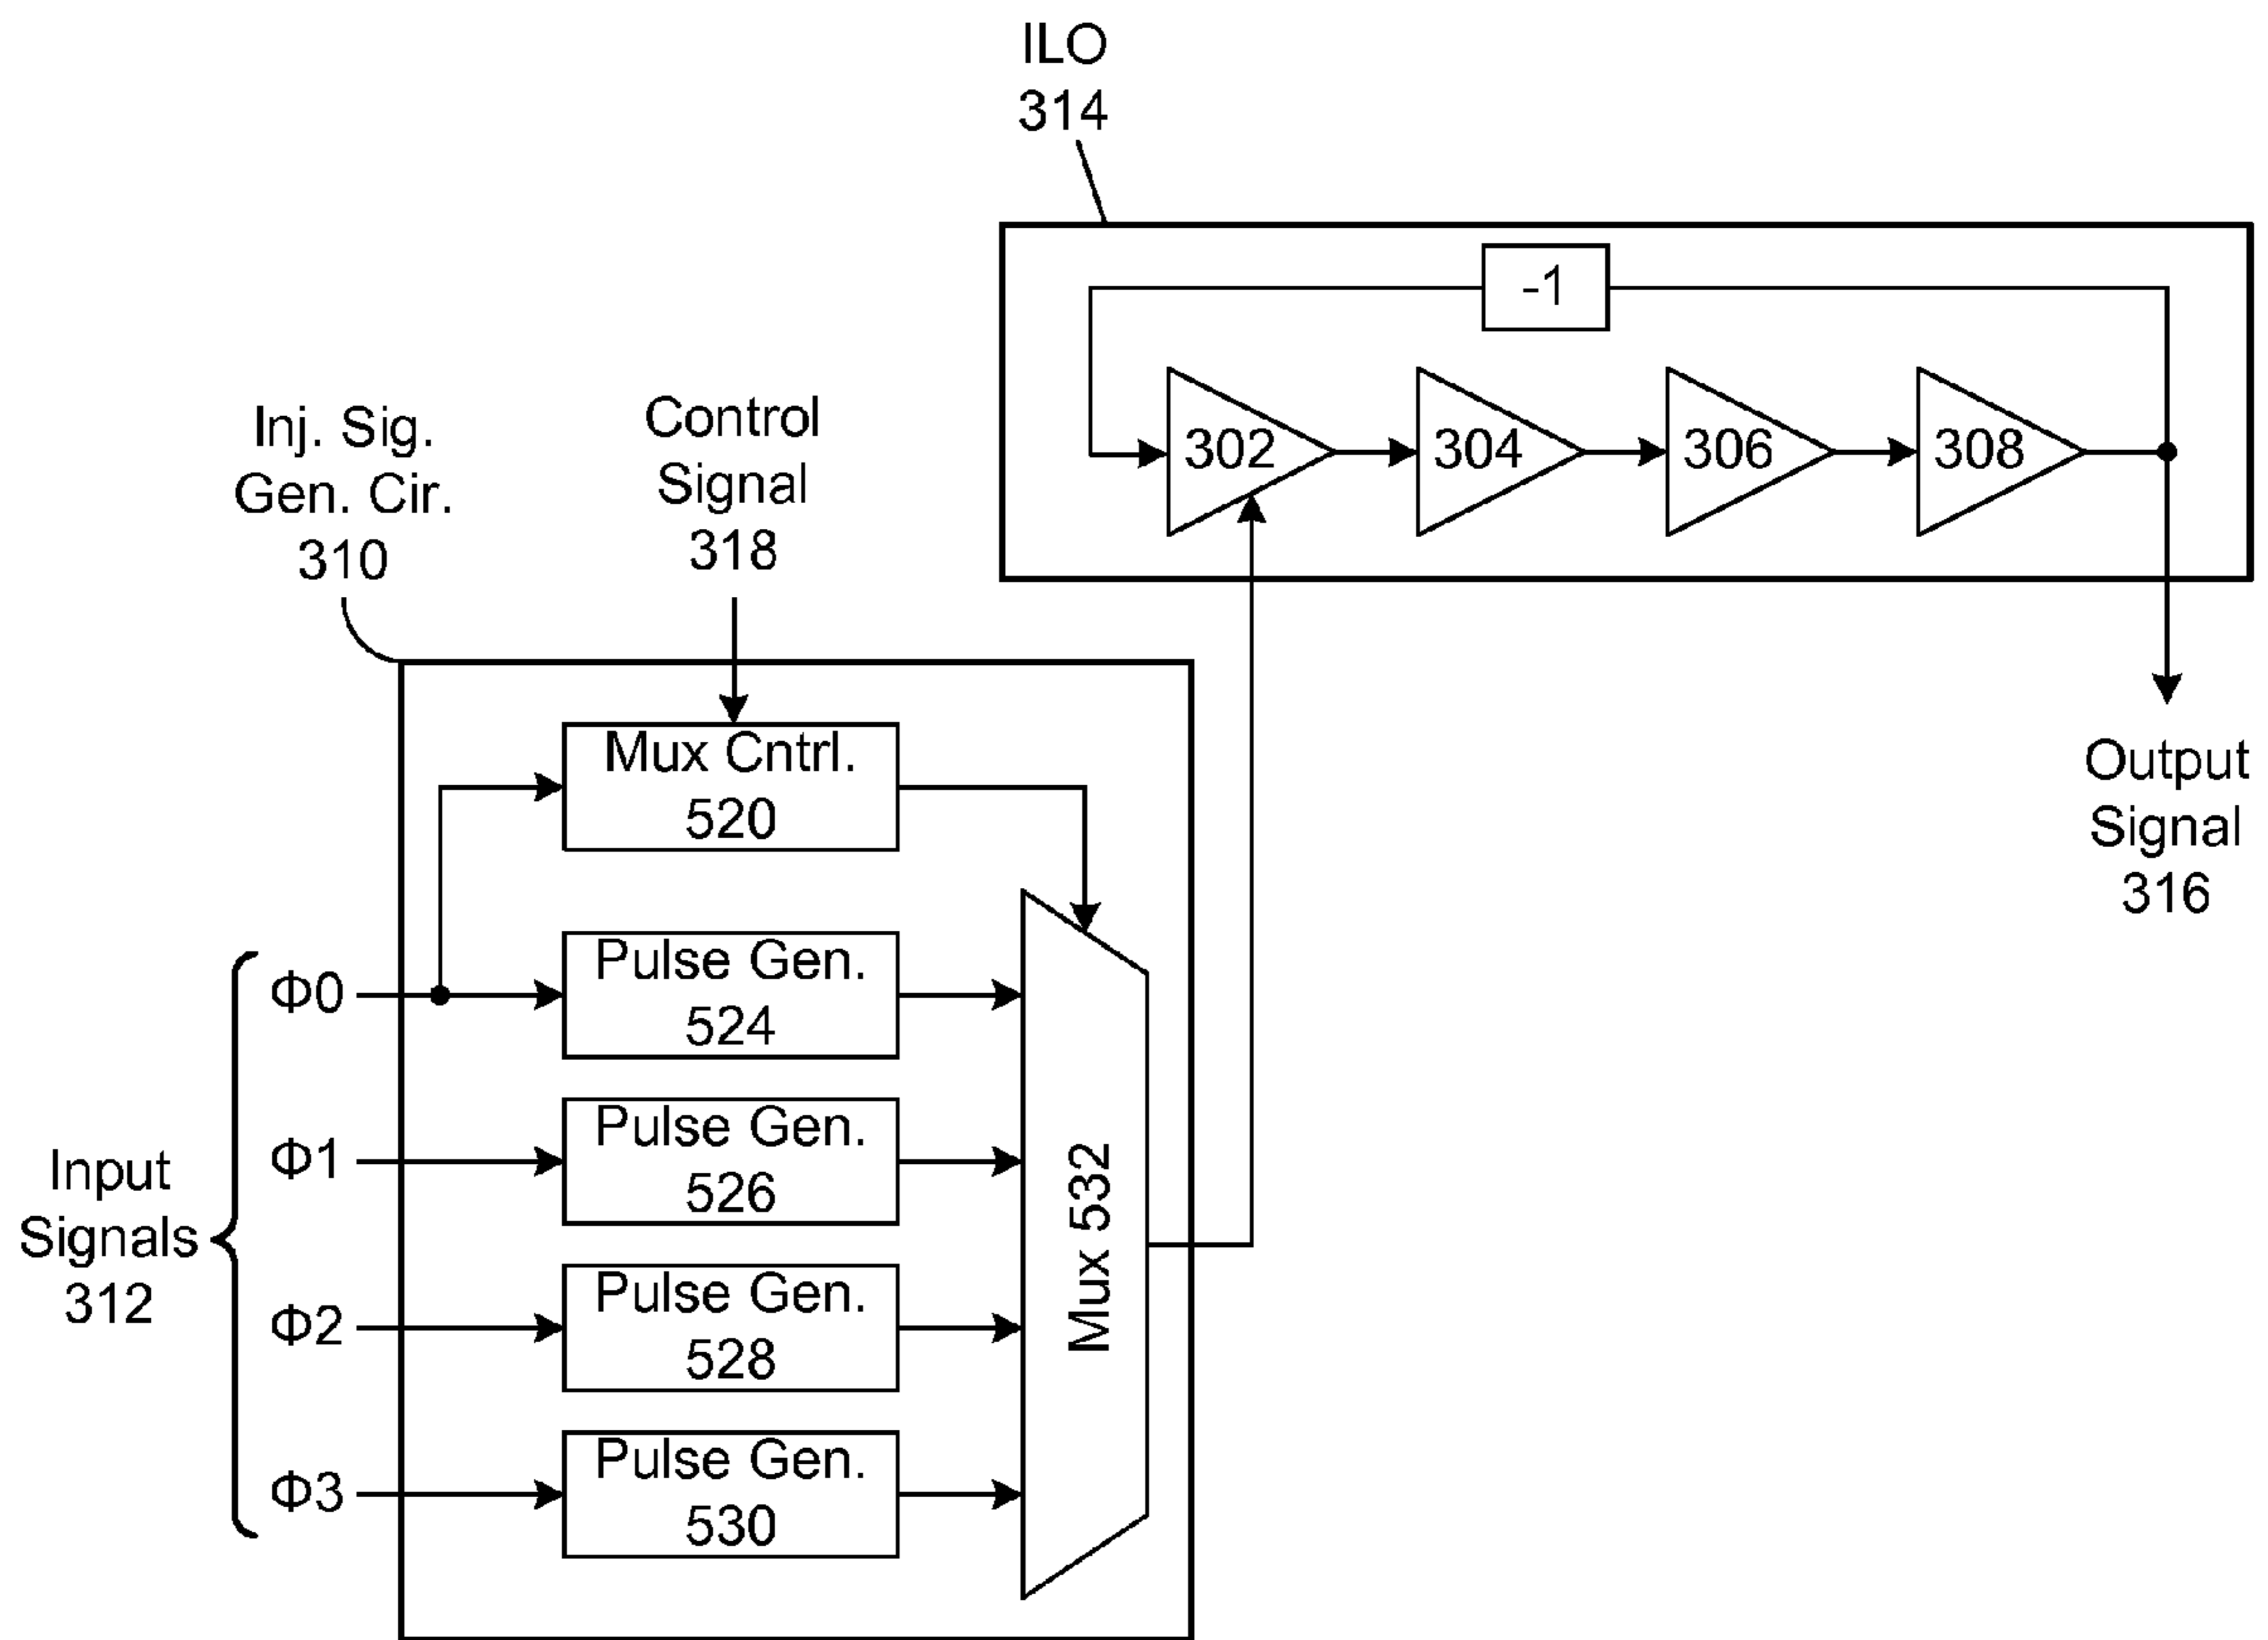 ILO
314
-1
302
304
306
308
Inj. Sig.
Gen. Cir.
310
Control
Signal
318
Mux Cntrl.
520
Output
Signal
316
Φ0
Pulse Gen.
524
Φ1
Pulse Gen.
526
Input
Signals
312
Φ2
Pulse Gen.
528
Φ3
Pulse Gen.
530
Mux 532